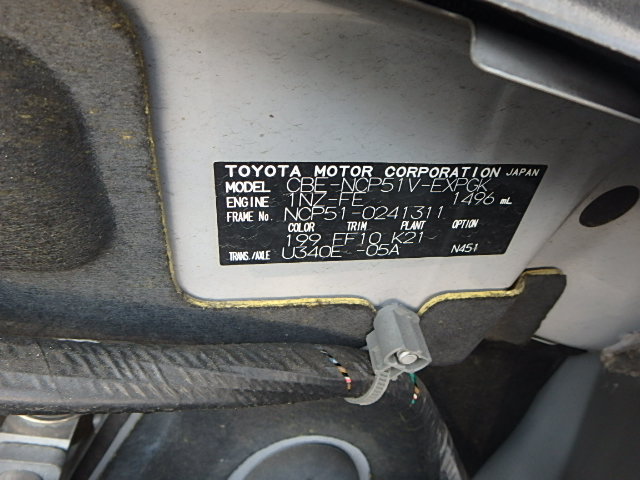 TOYOTA MOTOR CORPORATION JAPAN
MODEL CBE-NCP51V-EXPGK
ENGINE 1NZ-FE 1496 mL
FRAME No. NCP51-0241311
COLOR TRIM PLANT OPTION
199 FF10 K21
TRANS./AXLE U340E -05A N451